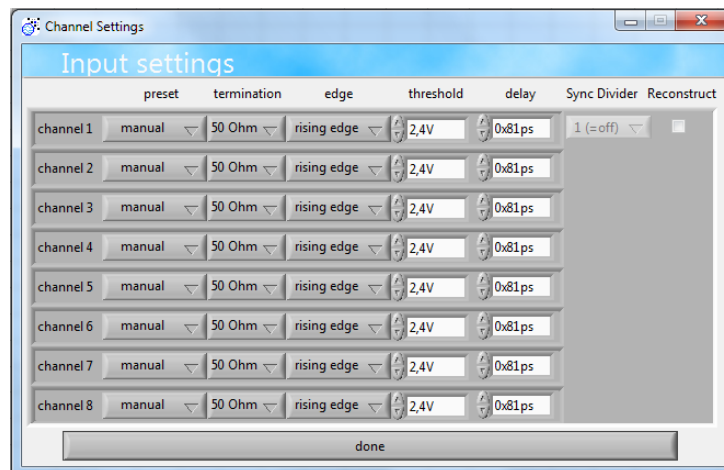 Channel Settings
Input settings
preset termination edge threshold delay Sync Divider Reconstruct
channel 1 manual 50 Ohm rising edge 2,4V 0x81ps 1 (=off)
channel 2 manual 50 Ohm rising edge 2,4V 0x81ps
channel 3 manual 50 Ohm rising edge 2,4V 0x81ps
channel 4 manual 50 Ohm rising edge 2,4V 0x81ps
channel 5 manual 50 Ohm rising edge 2,4V 0x81ps
channel 6 manual 50 Ohm rising edge 2,4V 0x81ps
channel 7 manual 50 Ohm rising edge 2,4V 0x81ps
channel 8 manual 50 Ohm rising edge 2,4V 0x81ps
done